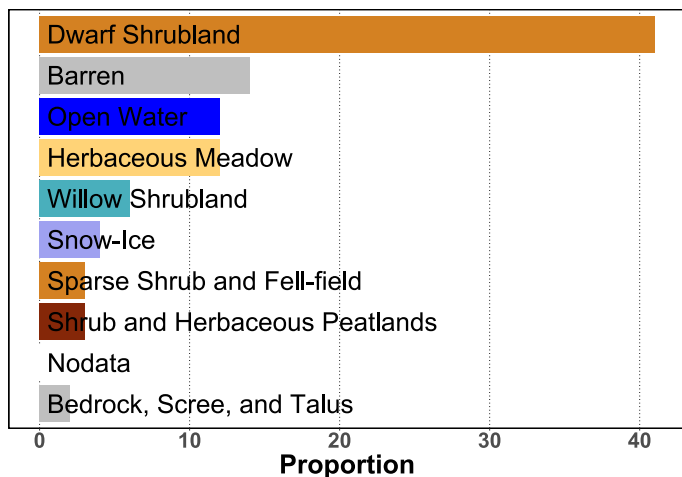 Dwarf Shrubland
Barren
Open Water
Herbaceous Meadow
Willow Shrubland
Snow-Ice
Sparse Shrub and Fell-field
Shrub and Herbaceous Peatlands
Nodata
Bedrock, Scree, and Talus
0 10 20 30 40
Proportion